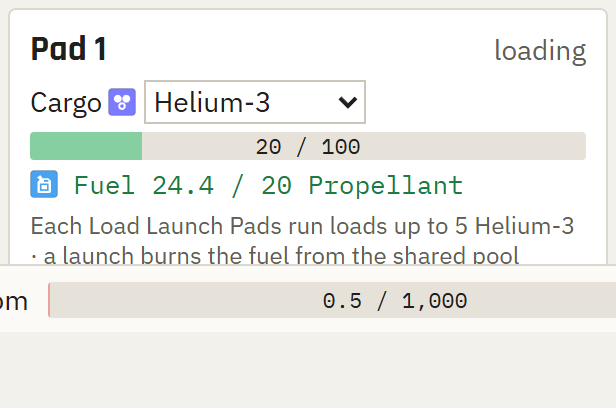 Pad 1 loading
Cargo Helium-3
20 / 100
Fuel 24.4 / 20 Propellant
Each Load Launch Pads run loads up to 5 Helium-3
· a launch burns the fuel from the shared pool
om 0.5 / 1,000